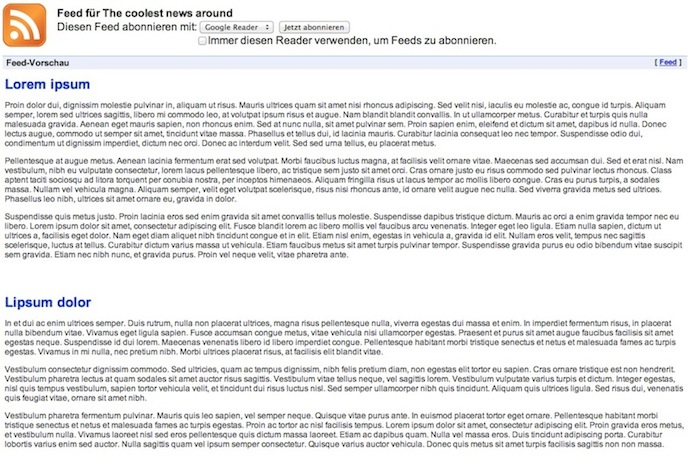 Feed für The coolest news around
Diesen Feed abonnieren mit: Google Reader Jetzt abonnieren
Immer diesen Reader verwenden, um Feeds zu abonnieren.
Feed-Vorschau [ Feed ]
Lorem ipsum
Proin dolor dui, dignissim molestie pulvinar in, aliquam ut risus. Mauris ultrices quam sit amet nisi rhoncus adipiscing. Sed velit nisi, iaculis eu molestie ac, congue id turpis. Aliquam
semper, lorem sed ultrices sagittis, libero mi commodo leo, at volutpat ipsum risus et augue. Nam blandit blandit convallis. In ut ullamcorper metus. Curabitur et turpis quis nulla
malesuada gravida. Aenean eget mauris sapien, non rhoncus diam. Sed at nunc nulla, sit amet pulvinar sem. Proin sapien enim, eleifend et dictum sit amet, dapibus id nulla. Donec
lectus augue, commodo ut semper sit amet, tincidunt vitae massa. Phasellus et tellus dui, id lacinia mauris. Curabitur lacinia consequat leo nec tempor. Suspendisse odio dui,
condimentum ut dignissim imperdiet, dictum nec orci. Donec ac interdum velit. Sed sed urna tellus, eu placerat metus.
Pellentesque at augue metus. Aenean lacinia fermentum erat sed volutpat. Morbi faucibus luctus magna, at facilisis velit ornare vitae. Maecenas sed accumsan dui. Sed et erat nisl. Nam
vestibulum, nibh eu vulputate consectetur, lorem lacus pellentesque libero, ac tristique sem justo sit amet orci. Cras ornare justo eu risus commodo sed pulvinar lectus rhoncus. Class
aptent taciti sociosqu ad litora torquent per conubia nostra, per inceptos himenaeos. Aliquam fringilla risus ut lacus tempor ac mollis libero congue. Cras eu purus turpis, a sodales
massa. Nullam vel vehicula magna. Aliquam semper, velit eget volutpat scelerisque, risus nisi rhoncus ante, id ornare velit augue nec nulla. Sed viverra gravida metus sed ultrices.
Phasellus leo nibh, ultrices sit amet ornare eu, gravida in dolor.
Suspendisse quis metus justo. Proin lacinia eros sed enim gravida sit amet convallis tellus molestie. Suspendisse dapibus tristique dictum. Mauris ac orci a enim gravida tempor nec eu
libero. Lorem ipsum dolor sit amet, consectetur adipiscing elit. Fusce blandit lorem ac libero mollis vel faucibus arcu venenatis. Integer eget leo ligula. Etiam nulla sapien, dictum ut
ultrices a, facilisis eget dolor. Nam eget diam aliquet nibh tincidunt congue et in elit. Etiam nisl enim, egestas in vehicula a, gravida id elit. Nullam eros velit, tempus nec sagittis
scelerisque, luctus at tellus. Curabitur dictum varius massa ut vehicula. Etiam faucibus metus sit amet turpis pulvinar tempor. Suspendisse gravida purus eu odio bibendum vitae suscipit
sem gravida. Etiam nec nibh nunc, et gravida purus. Proin vel neque velit, vitae pharetra ante.
Lipsum dolor
In et dui ac enim ultrices semper. Duis rutrum, nulla non placerat ultrices, magna risus pellentesque nulla, viverra egestas dui massa et enim. In imperdiet fermentum risus, in placerat
nulla bibendum vitae. Vivamus eget ligula sapien. Fusce accumsan congue metus, vitae vehicula nisi ullamcorper egestas. Praesent et purus sit amet augue faucibus facilisis sit amet
egestas neque. Suspendisse id dui lorem. Maecenas venenatis libero id libero imperdiet congue. Pellentesque habitant morbi tristique senectus et netus et malesuada fames ac turpis
egestas. Vivamus in mi nulla, nec pretium nibh. Morbi ultrices placerat risus, at facilisis elit blandit vitae.
Vestibulum consectetur dignissim commodo. Sed ultricies, quam ac tempus dignissim, nibh felis pretium diam, non egestas elit tortor eu sapien. Cras ornare tristique est non hendrerit.
Vestibulum pharetra lectus at quam sodales sit amet auctor risus sagittis. Vestibulum vitae tellus neque, vel sagittis lorem. Vestibulum vulputate varius turpis et dictum. Integer egestas,
nisl quis tempus vestibulum, sapien tortor vehicula velit, et tincidunt dui risus luctus nisl. Sed semper ullamcorper nibh quis tincidunt. Aliquam quis ultrices ligula. Sed risus dui, venenatis
quis feugiat vitae, ornare sit amet nibh.
Vestibulum pharetra fermentum pulvinar. Mauris quis leo sapien, vel semper neque. Quisque vitae purus ante. In euismod placerat tortor eget ornare. Pellentesque habitant morbi
tristique senectus et netus et malesuada fames ac turpis egestas. Proin ac tortor ac nisl facilisis tempus. Lorem ipsum dolor sit amet, consectetur adipiscing elit. Proin gravida eros metus,
et vestibulum nulla. Vivamus laoreet nisl sed eros pellentesque quis dictum massa laoreet. Etiam ac dapibus quam. Nulla vel massa eros. Duis tincidunt adipiscing porta. Curabitur
lobortis varius enim sed auctor. Nulla sagittis quam vel ipsum semper consectetur. Quisque varius auctor vehicula. Donec quis metus sit amet turpis facilisis sagittis non non massa.